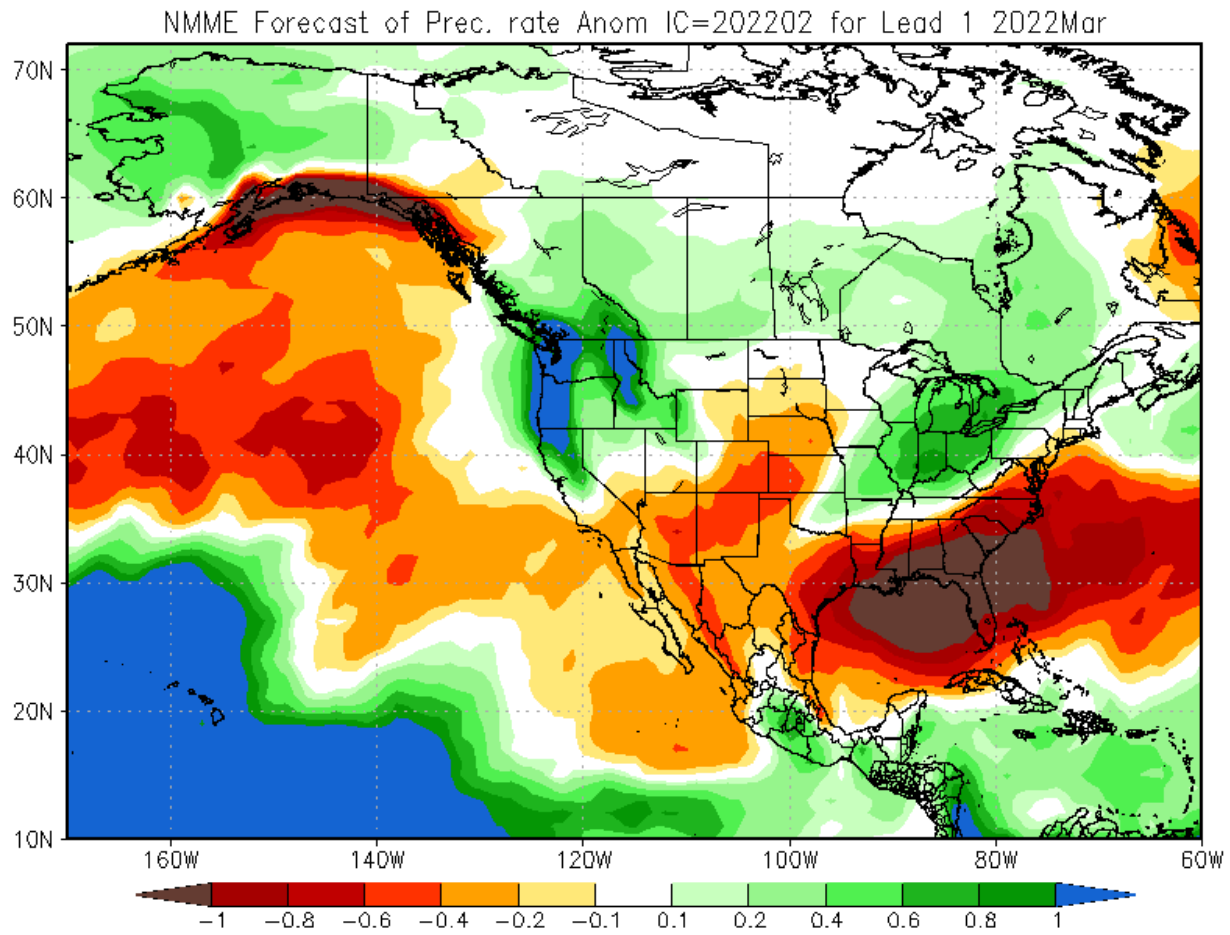 NMME Forecast of Prec. rate Anom IC=202202 for Lead 1 2022Mar
70N
60N
50N
40N
30N
20N
10N
160W 140W 120W 100W 80W 60W
−1 −0.8 −0.6 −0.4 −0.2 −0.1 0.1 0.2 0.4 0.6 0.8 1